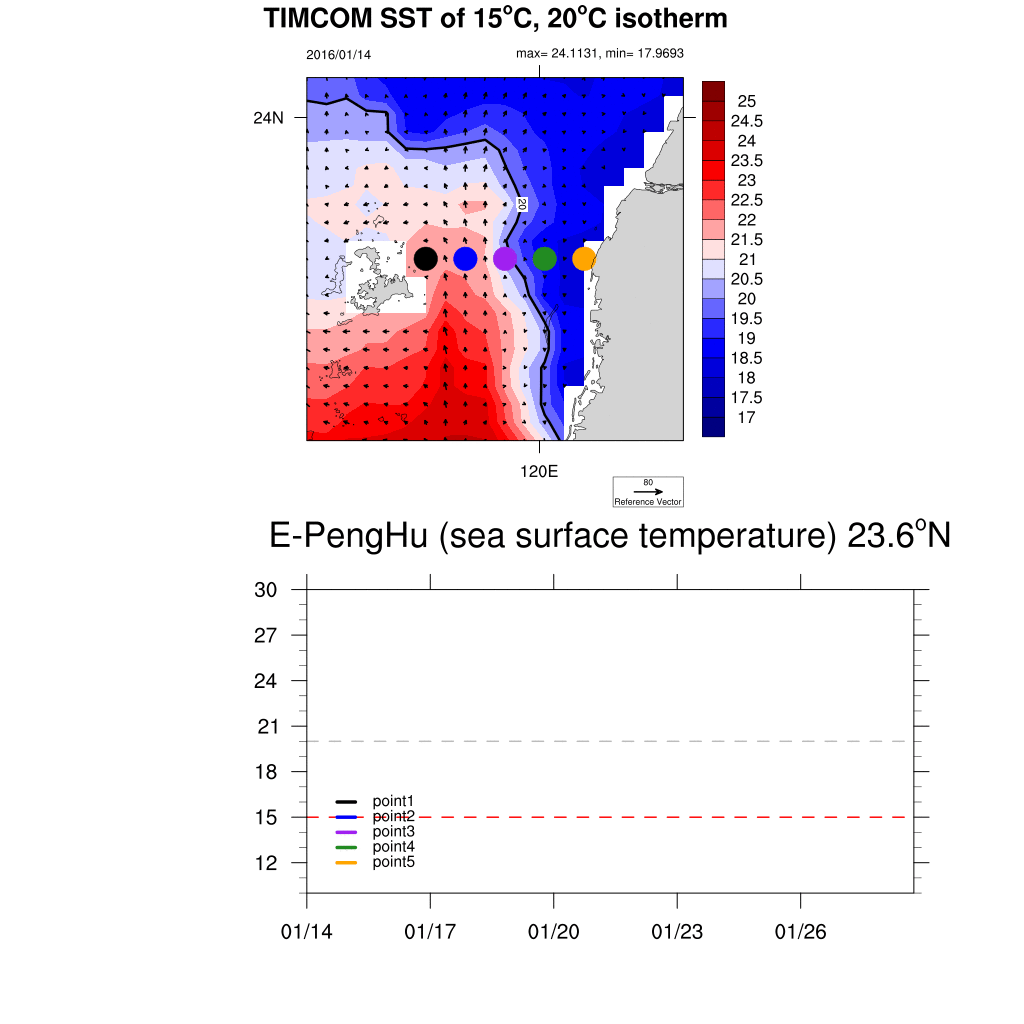 TIMCOM SST of 15°C, 20°C isotherm
2016/01/14
max= 24.1131, min= 17.9693
24N
20
120E
25
24.5
24
23.5
23
22.5
22
21.5
21
20.5
20
19.5
19
18.5
18
17.5
17
80
Reference Vector
E-PengHu (sea surface temperature) 23.6°N
30
27
24
21
18
15
12
point1
point2
point3
point4
point5
01/14
01/17
01/20
01/23
01/26